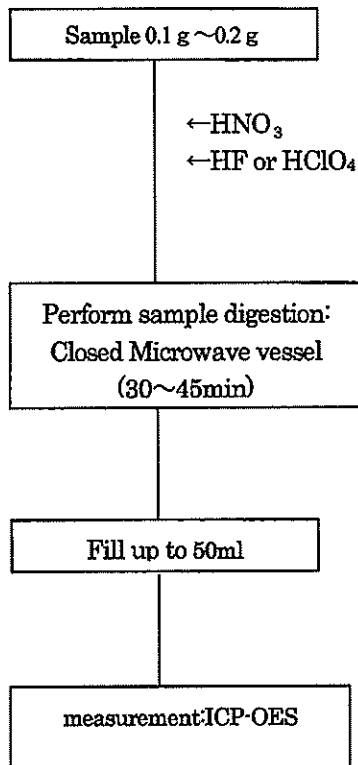 Sample 0.1 g～0.2 g
←HNO₃
←HF or HClO₄
Perform sample digestion:
Closed Microwave vessel
(30～45min)
Fill up to 50ml
measurement:ICP-OES